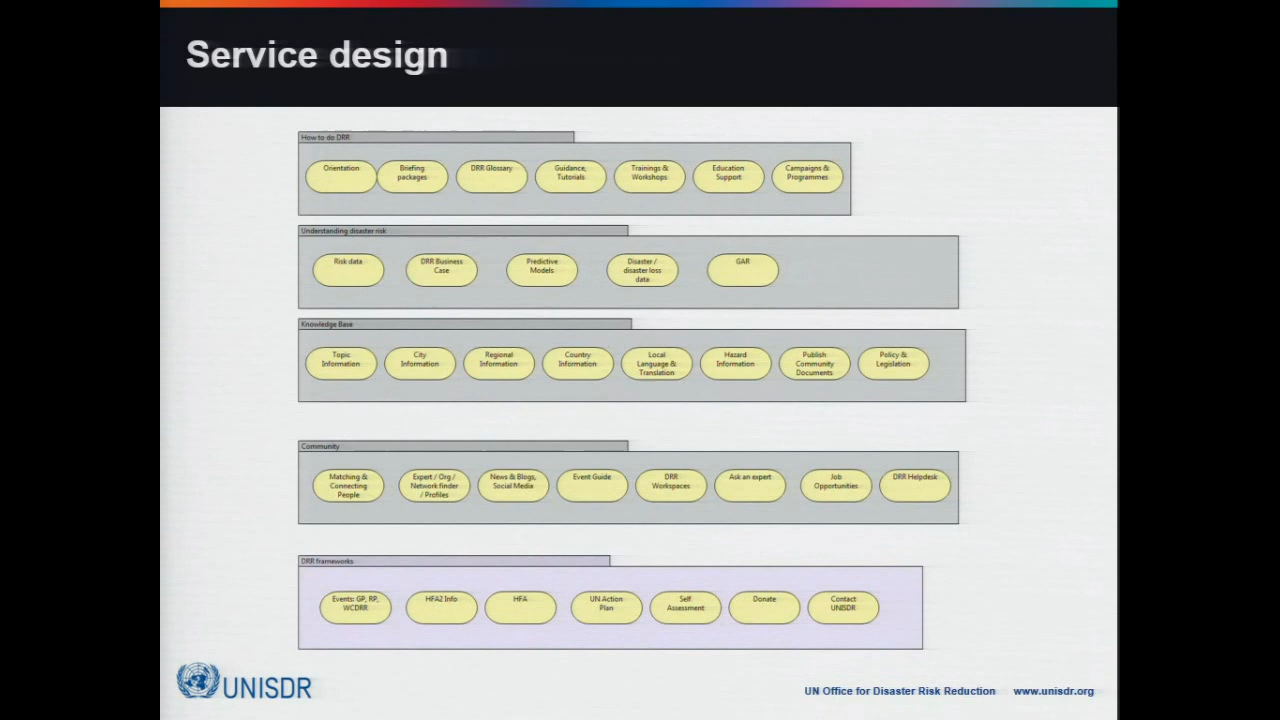 Service design
How to do DRR
Orientation
Briefing
packages
DRR Glossary
Guidance,
Tutorials
Trainings &
Workshops
Education
Support
Campaigns &
Programmes
Understanding disaster risk
Risk data
DRR Business
Case
Predictive
Models
Disaster /
disaster loss
data
GAR
Knowledge Base
Topic
Information
City
Information
Regional
Information
Country
Information
Local
Language &
Translation
Hazard
Information
Publish
Community
Documents
Policy &
Legislation
Community
Matching &
Connecting
People
Expert / Org /
Network finder
/ Profiles
News & Blogs,
Social Media
Event Guide
DRR
Workspaces
Ask an expert
Job
Opportunities
DRR Helpdesk
DRR frameworks
Events: GP, RP,
WCDRR
HFA2 Info
HFA
UN Action
Plan
Self
Assessment
Donate
Contact
UNISDR
UNISDR
UN Office for Disaster Risk Reduction www.unisdr.org